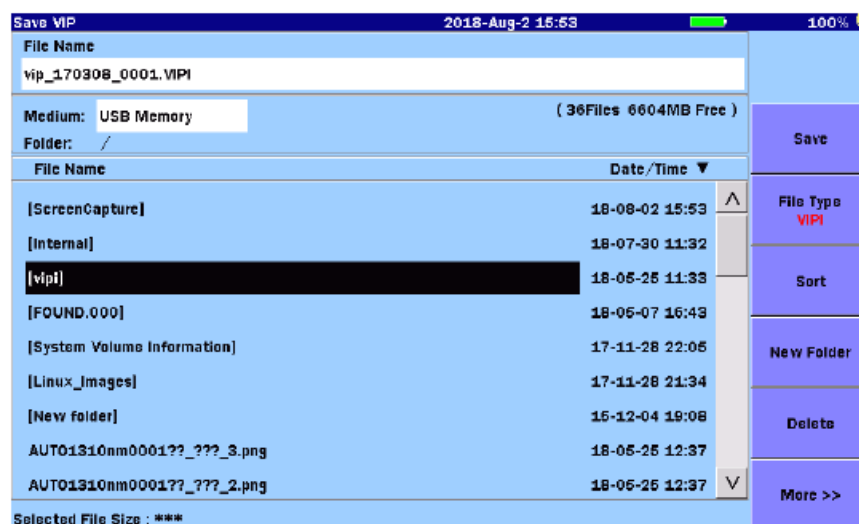 Save VIP 2018-Aug-2 15:53 100%
File Name
vip_170308_0001.VIPI
Medium: USB Memory (36Files 6604MB Free)
Folder: /
File Name Date/Time ▼
[ScreenCapture] 18-08-02 15:53
[Internal] 18-07-30 11:32
[vipi] 18-05-25 11:33
[FOUND.000] 18-05-07 16:43
[System Volume Information] 17-11-28 22:05
[Linux_Images] 17-11-28 21:34
[New folder] 15-12-04 19:08
AUTO1310nm0001??_???_3.png 18-05-25 12:37
AUTO1310nm0001??_???_2.png 18-05-25 12:37
Selected File Size : ***
Save
File Type
VIPI
Sort
New Folder
Delete
More >>